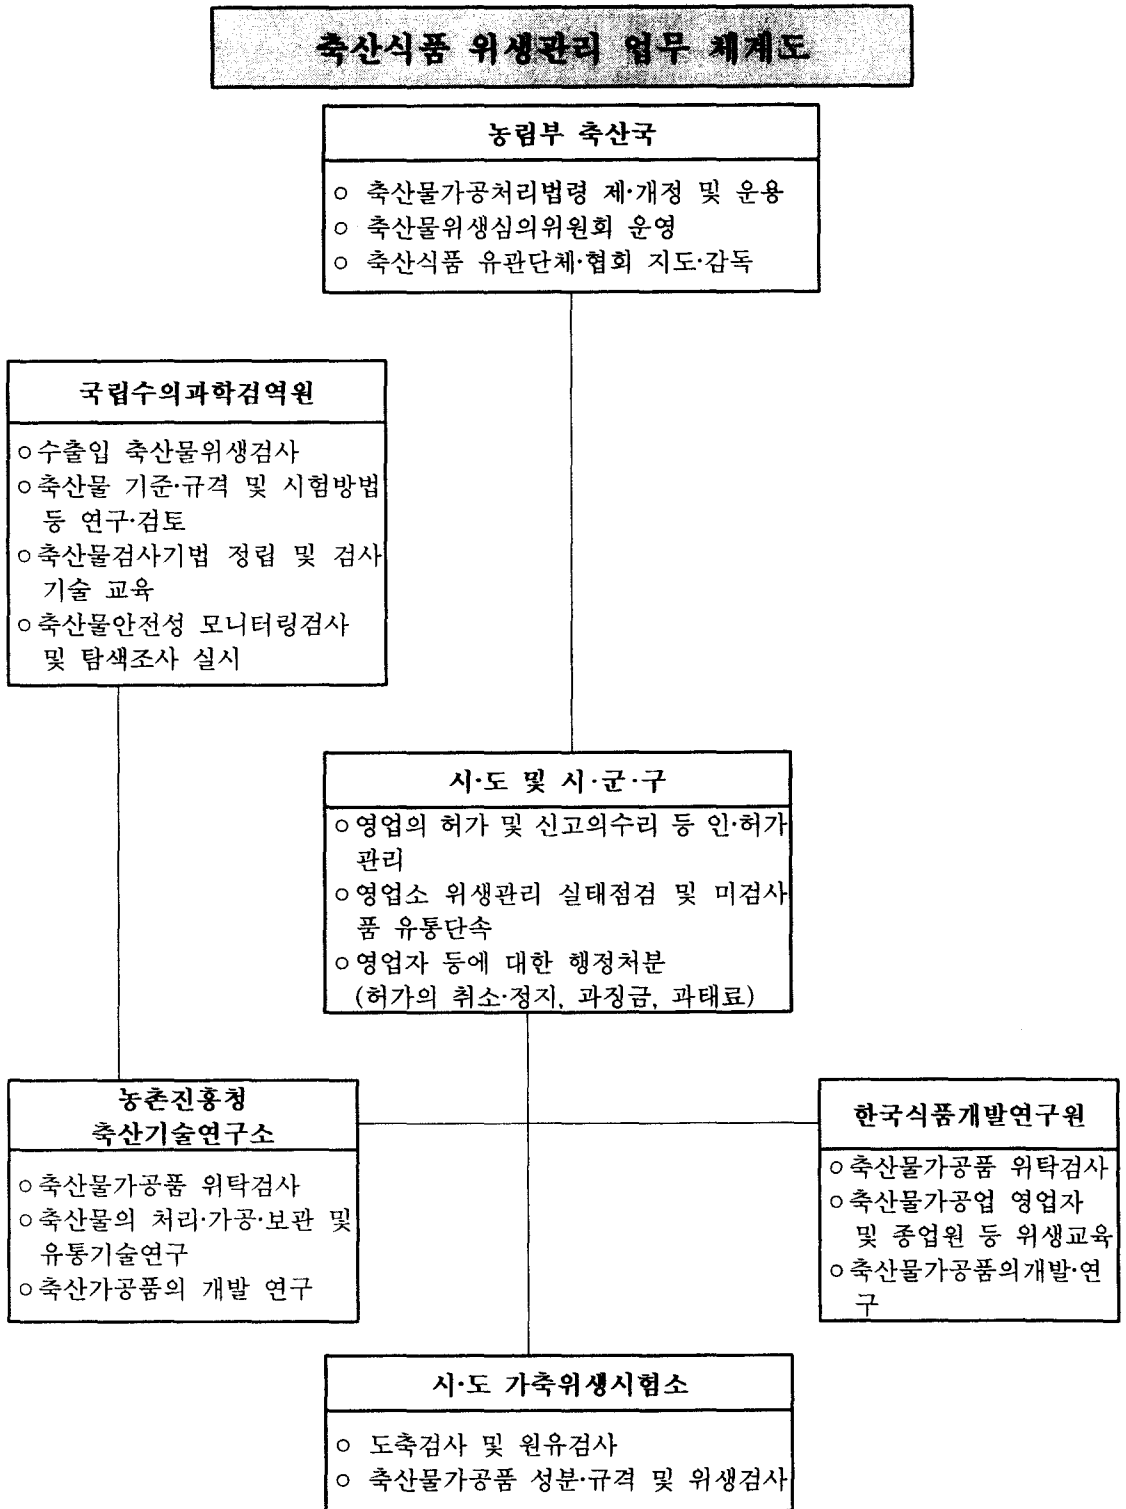 축산식품 위생관리 업무 체계도
농림부 축산국
○ 축산물가공처리법령 제·개정 및 운용
○ 축산물위생심의위원회 운영
○ 축산식품 유관단체·협회 지도·감독
국립수의과학검역원
○수출입 축산물위생검사
○축산물 기준·규격 및 시험방법
등 연구·검토
○축산물검사기법 정립 및 검사
기술 교육
○축산물안전성 모니터링검사
및 탐색조사 실시
시·도 및 시·군·구
○영업의 허가 및 신고의수리 등 인·허가
관리
○영업소 위생관리 실태점검 및 미검사
품 유통단속
○영업자 등에 대한 행정처분
(허가의 취소·정지, 과징금, 과태료)
농촌진흥청
축산기술연구소
○축산물가공품 위탁검사
○축산물의 처리·가공·보관 및
유통기술연구
○축산가공품의 개발 연구
한국식품개발연구원
○축산물가공품 위탁검사
○축산물가공업 영업자
및 종업원 등 위생교육
○축산물가공품의개발·연
구
시·도 가축위생시험소
○ 도축검사 및 원유검사
○ 축산물가공품 성분·규격 및 위생검사